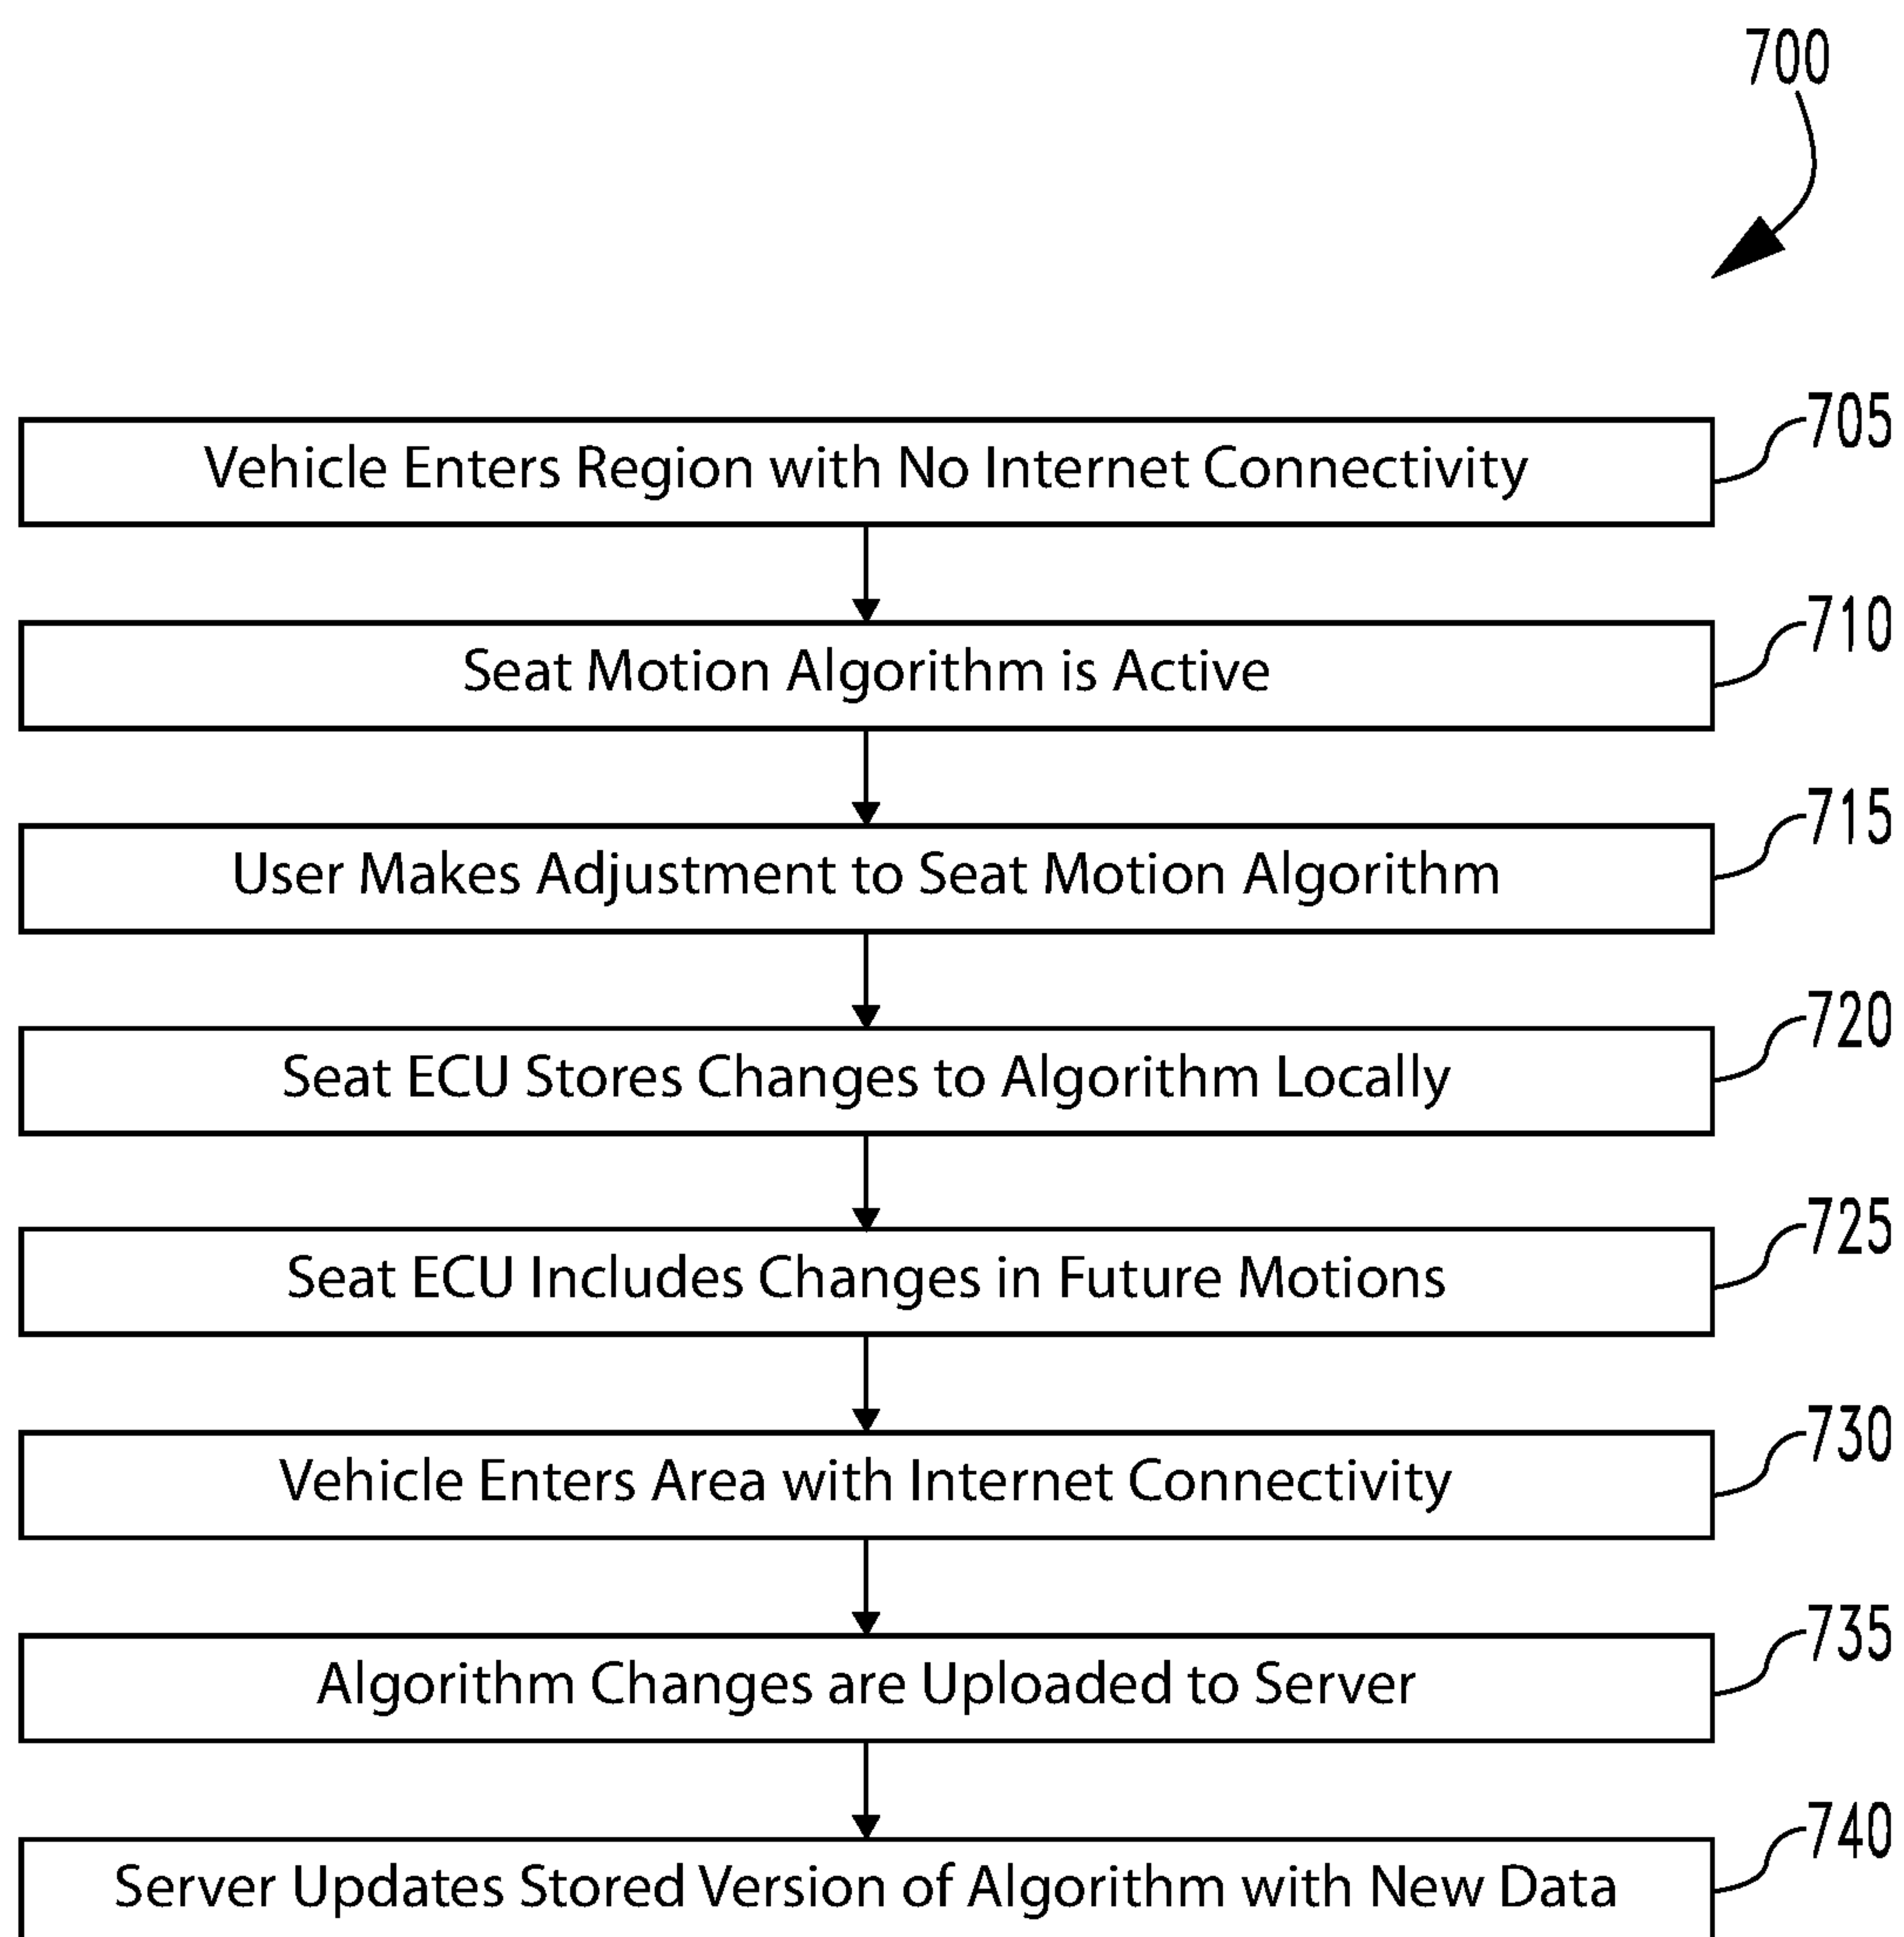 700
Vehicle Enters Region with No Internet Connectivity 705
Seat Motion Algorithm is Active 710
User Makes Adjustment to Seat Motion Algorithm 715
Seat ECU Stores Changes to Algorithm Locally 720
Seat ECU Includes Changes in Future Motions 725
Vehicle Enters Area with Internet Connectivity 730
Algorithm Changes are Uploaded to Server 735
Server Updates Stored Version of Algorithm with New Data 740